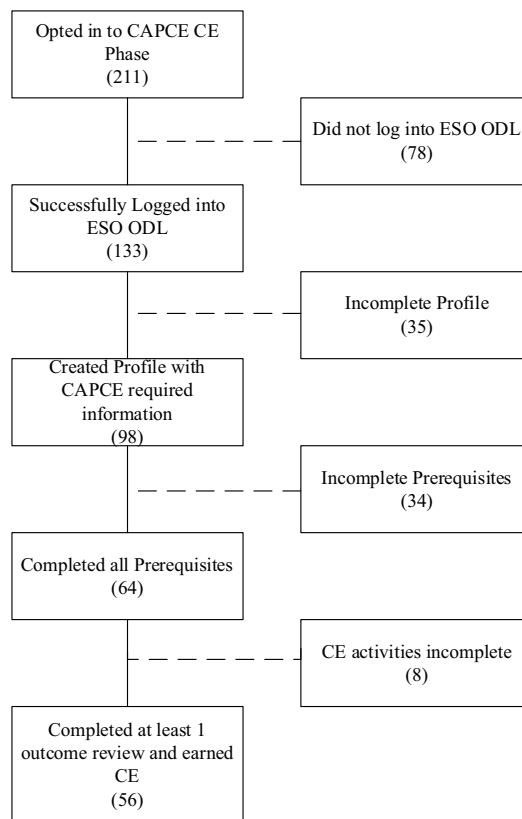 Opted in to CAPCE CE
Phase
(211)
Did not log into ESO ODL
(78)
Successfully Logged into
ESO ODL
(133)
Incomplete Profile
(35)
Created Profile with
CAPCE required
information
(98)
Incomplete Prerequisites
(34)
Completed all Prerequisites
(64)
CE activities incomplete
(8)
Completed at least 1
outcome review and earned
CE
(56)